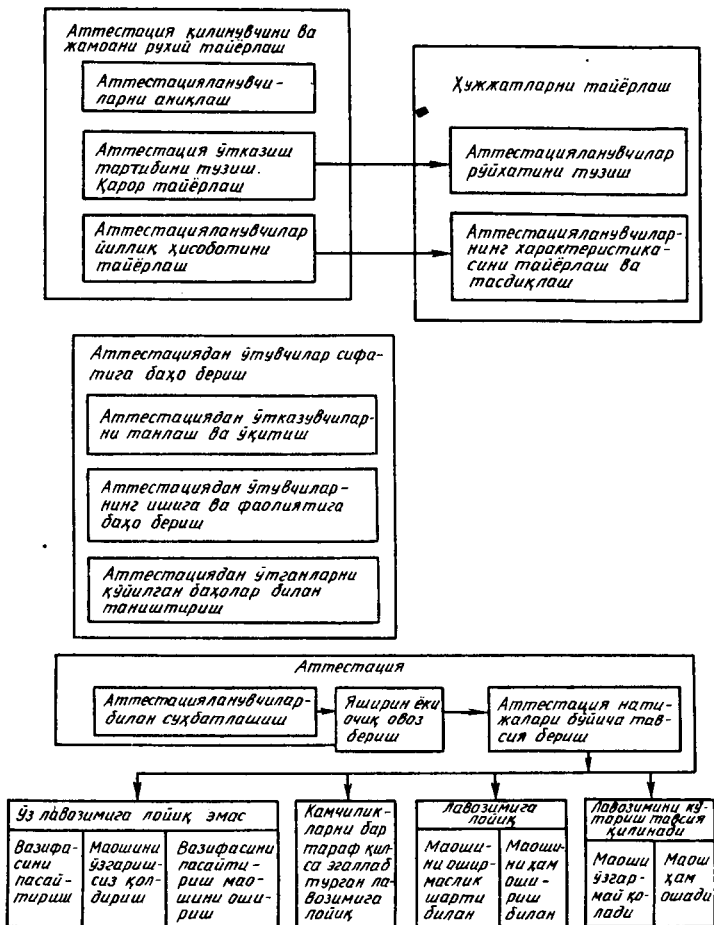 Аттестация қилинувчини ва
жамоани рухий тайёрлаш
Аттестацияланувчи-
ларни аниқлаш
Аттестация ўтказиш
тартибини тузиш.
Қарор тайёрлаш
Аттестацияланувчилар
йиллик ҳисоботини
тайёрлаш
Ҳужжатларни тайёрлаш
Аттестацияланувчилар
рўйхатини тузиш
Аттестацияланувчилар-
нинг характеристика-
сини тайёрлаш ва
тасдиқлаш
Аттестациядан ўтувчилар сифа-
тига баҳо бериш
Аттестациядан ўтказувчилар-
ни танлаш ва ўқитиш
Аттестациядан ўтувчилар-
нинг ишига ва фаолиятига
баҳо бериш
Аттестациядан ўтганларни
қўйилган баҳолар билан
таништириш
Аттестация
Аттестацияланувчилар-
билан суҳбатлашиш
Яширин ёки
очиқ овоз
бериш
Аттестация нати-
жалари бўйича тав-
сия бериш
Ўз лавозимига лойиқ эмас
Вазифа-
сини
пасай-
тириш
Маошини
ўзгариш-
сиз қол-
дириш
Вазифасини
пасайти-
риш мао-
шини оши-
риш
Камчилик-
ларни бар
тараф қил-
са эгаллаб
турган ла-
возимига
лойиқ
Лавозимига
лойиқ
Маоши-
ни ошир-
маслик
шарти
билан
Маоши-
ни ҳам
оши-
риш
билан
Лавозимини кў-
тариш тавсия
қилинади
Маоши
ўзгар-
май қо-
лади
Маош
ҳам
ошади